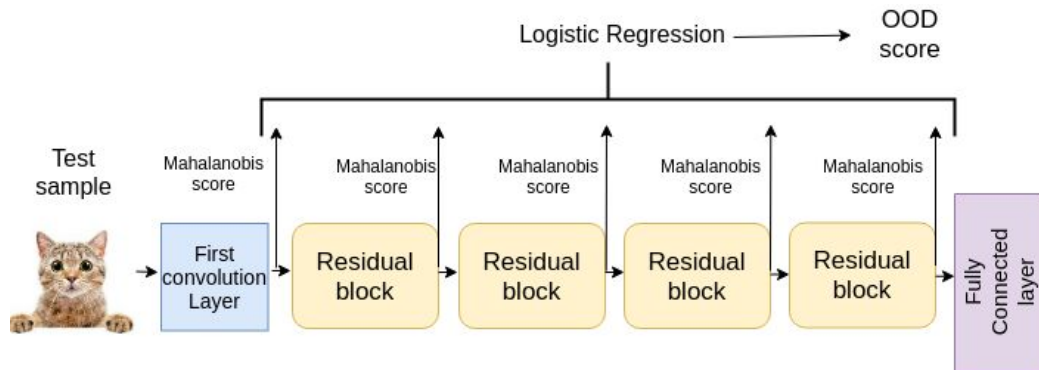 Logistic Regression
OOD
score
Test
sample
Mahalanobis
score
Mahalanobis
score
Mahalanobis
score
Mahalanobis
score
Mahalanobis
score
First
convolution
Layer
Residual
block
Residual
block
Residual
block
Residual
block
Fully
Connected
layer